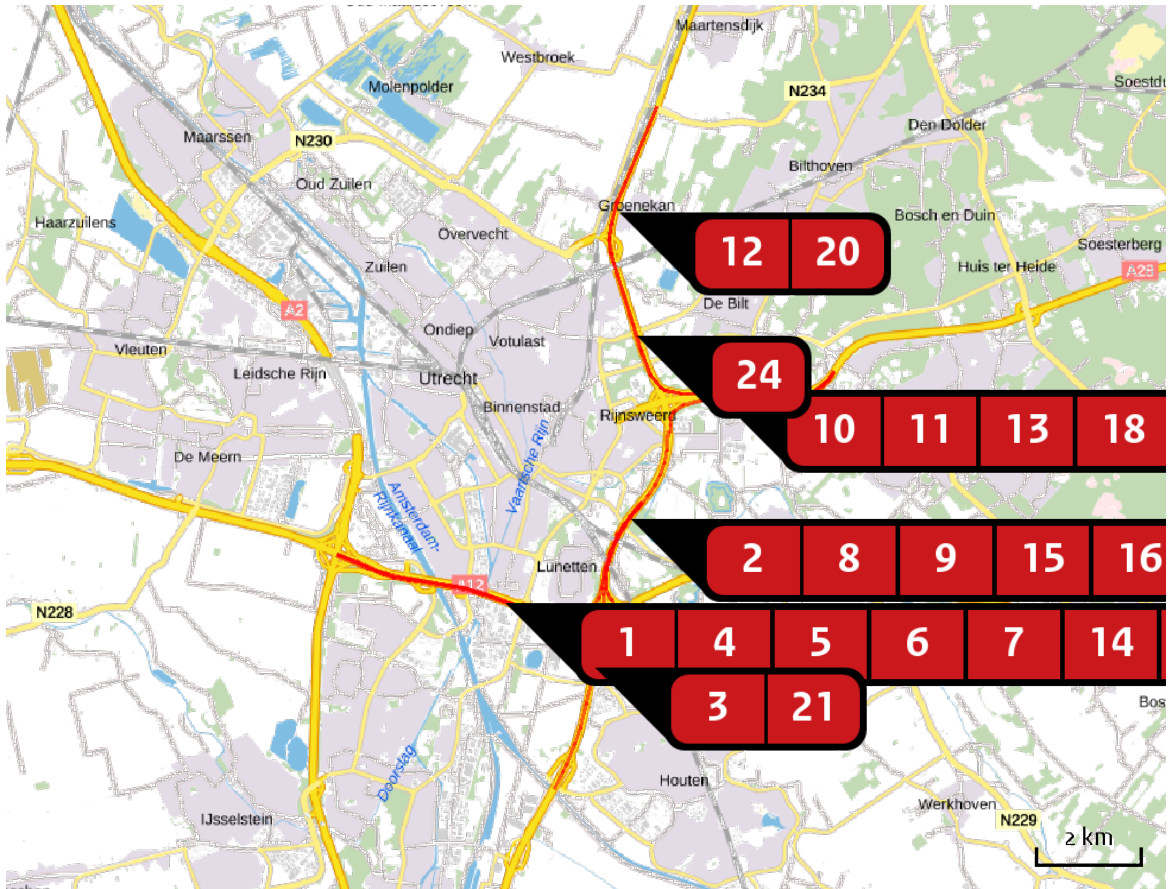 Maartensdijk
Westbroek
Molenpolder
N234
Maarssen
N230
Den Dolder
Bilthoven
Oud Zuilen
Groenekan
Haarzuilens
Overvecht
Bosch en Duin
Soesterberg
12 20
Zuilen
Huis ter Heide
A28
A2
De Bilt
Ondiep
Votulast
Vleuten
Leidsche Rijn
Utrecht
24
Binnenstad
Rijnsweerd
10 11 13 18
De Meern
Vaartsche Rijn
Amsterdam-
Rijnkanaal
2 8 9 15 16
Lunetten
A12
N228
1 4 5 6 7 14
3 21
Doorslag
Houten
IJsselstein
Werkhoven
N229
2 km